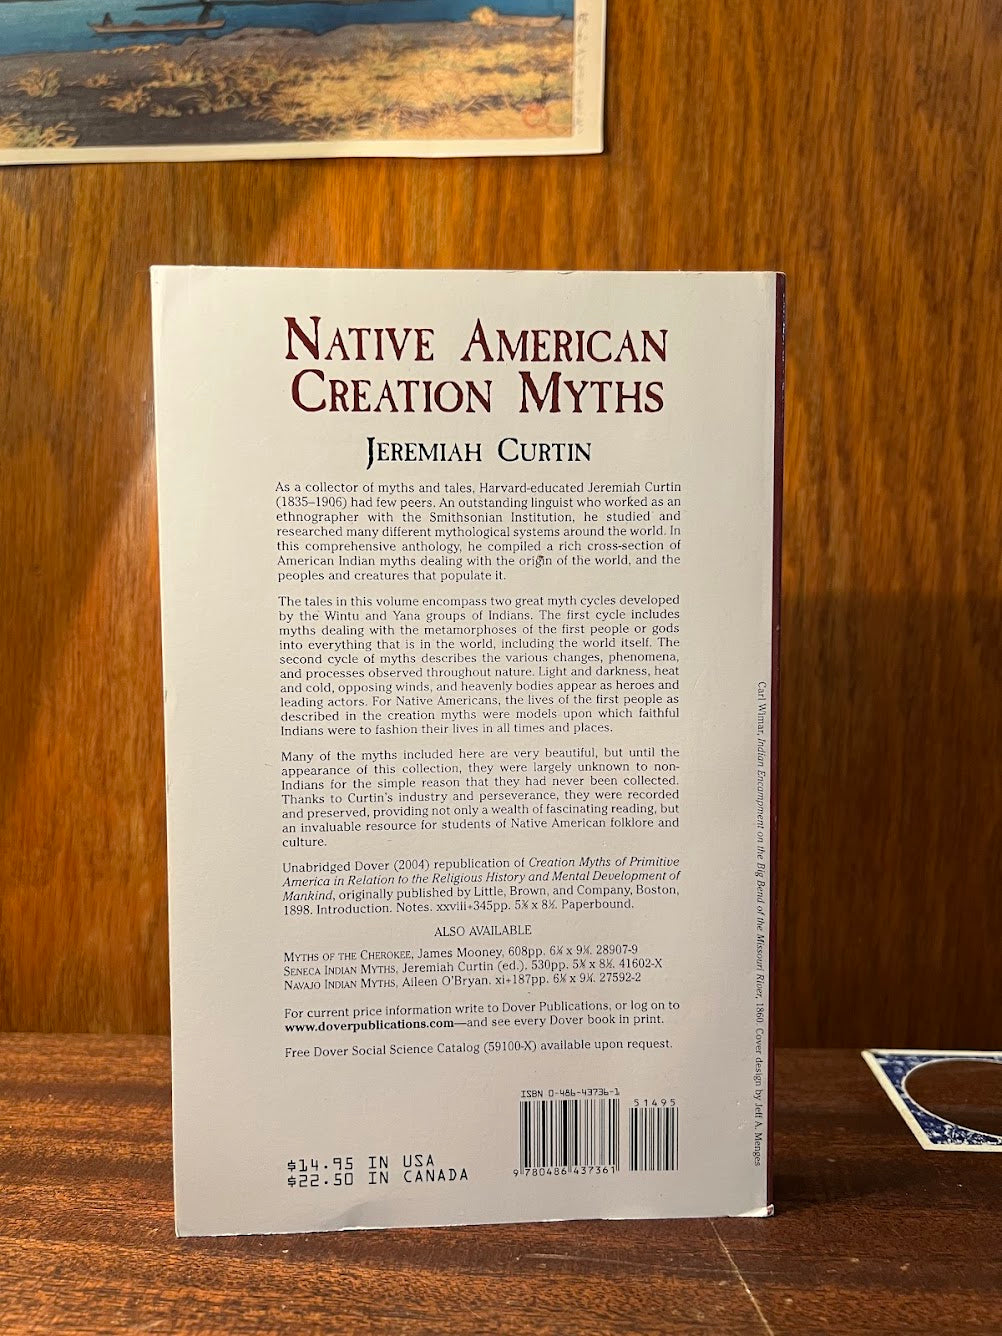 NATIVE AMERICAN
CREATION MYTHS
JEREMIAH CURTIN
As a collector of myths and tales, Harvard-educated Jeremiah Curtin
(1835–1906) had few peers. An outstanding linguist who worked as an
ethnographer with the Smithsonian Institution, he studied and
researched many different mythological systems around the world. In
this comprehensive anthology, he compiled a rich cross-section of
American Indian myths dealing with the origin of the world, and the
peoples and creatures that populate it.
The tales in this volume encompass two great myth cycles developed
by the Wintu and Yana groups of Indians. The first cycle includes
myths dealing with the metamorphoses of the first people or gods
into everything that is in the world, including the world itself. The
second cycle of myths describes the various changes, phenomena,
and processes observed throughout nature. Light and darkness, heat
and cold, opposing winds, and heavenly bodies appear as heroes and
leading actors. For Native Americans, the lives of the first people as
described in the creation myths were models upon which faithful
Indians were to fashion their lives in all times and places.
Many of the myths included here are very beautiful, but until the
appearance of this collection, they were largely unknown to non-
Indians for the simple reason that they had never been collected.
Thanks to Curtin's industry and perseverance, they were recorded
and preserved, providing not only a wealth of fascinating reading, but
an invaluable resource for students of Native American folklore and
culture.
Unabridged Dover (2004) republication of Creation Myths of Primitive
America in Relation to the Religious History and Mental Development of
Mankind, originally published by Little, Brown, and Company, Boston,
1898. Introduction. Notes. xxviii+345pp. 5⅜ x 8½. Paperbound.
ALSO AVAILABLE
MYTHS OF THE CHEROKEE, James Mooney, 608pp. 6⅛ x 9¼. 28907-9
SENECA INDIAN MYTHS, Jeremiah Curtin (ed.). 530pp. 5⅜ x 8½. 41602-X
NAVAJO INDIAN MYTHS, Aileen O'Bryan. xi+187pp. 6⅛ x 9¼. 27592-2
For current price information write to Dover Publications, or log on to
www.doverpublications.com—and see every Dover book in print.
Free Dover Social Science Catalog (59100-X) available upon request.
ISBN 0-486-43736-1
51495
9 780486 437361
$14.95 IN USA
$22.50 IN CANADA
Carl Wimar, Indian Encampment on the Big Bend of the Missouri River, 1860. Cover design by Jeff A. Menges